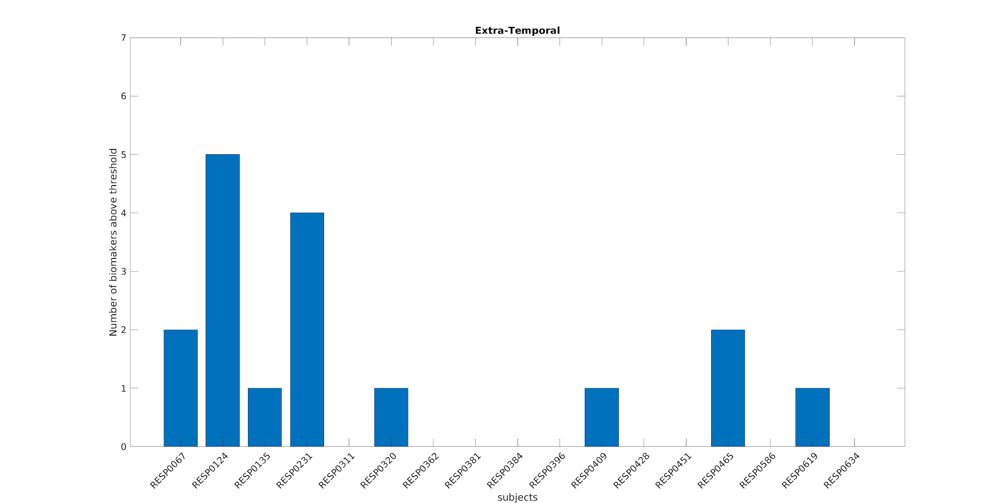 Extra-Temporal
7
6
5
4
3
2
1
0
Number of biomakers above threshold
RESP0067
RESP0124
RESP0135
RESP0231
RESP0311
RESP0320
RESP0362
RESP0381
RESP0384
RESP0396
RESP0409
RESP0428
RESP0451
RESP0465
RESP0586
RESP0619
RESP0634
subjects